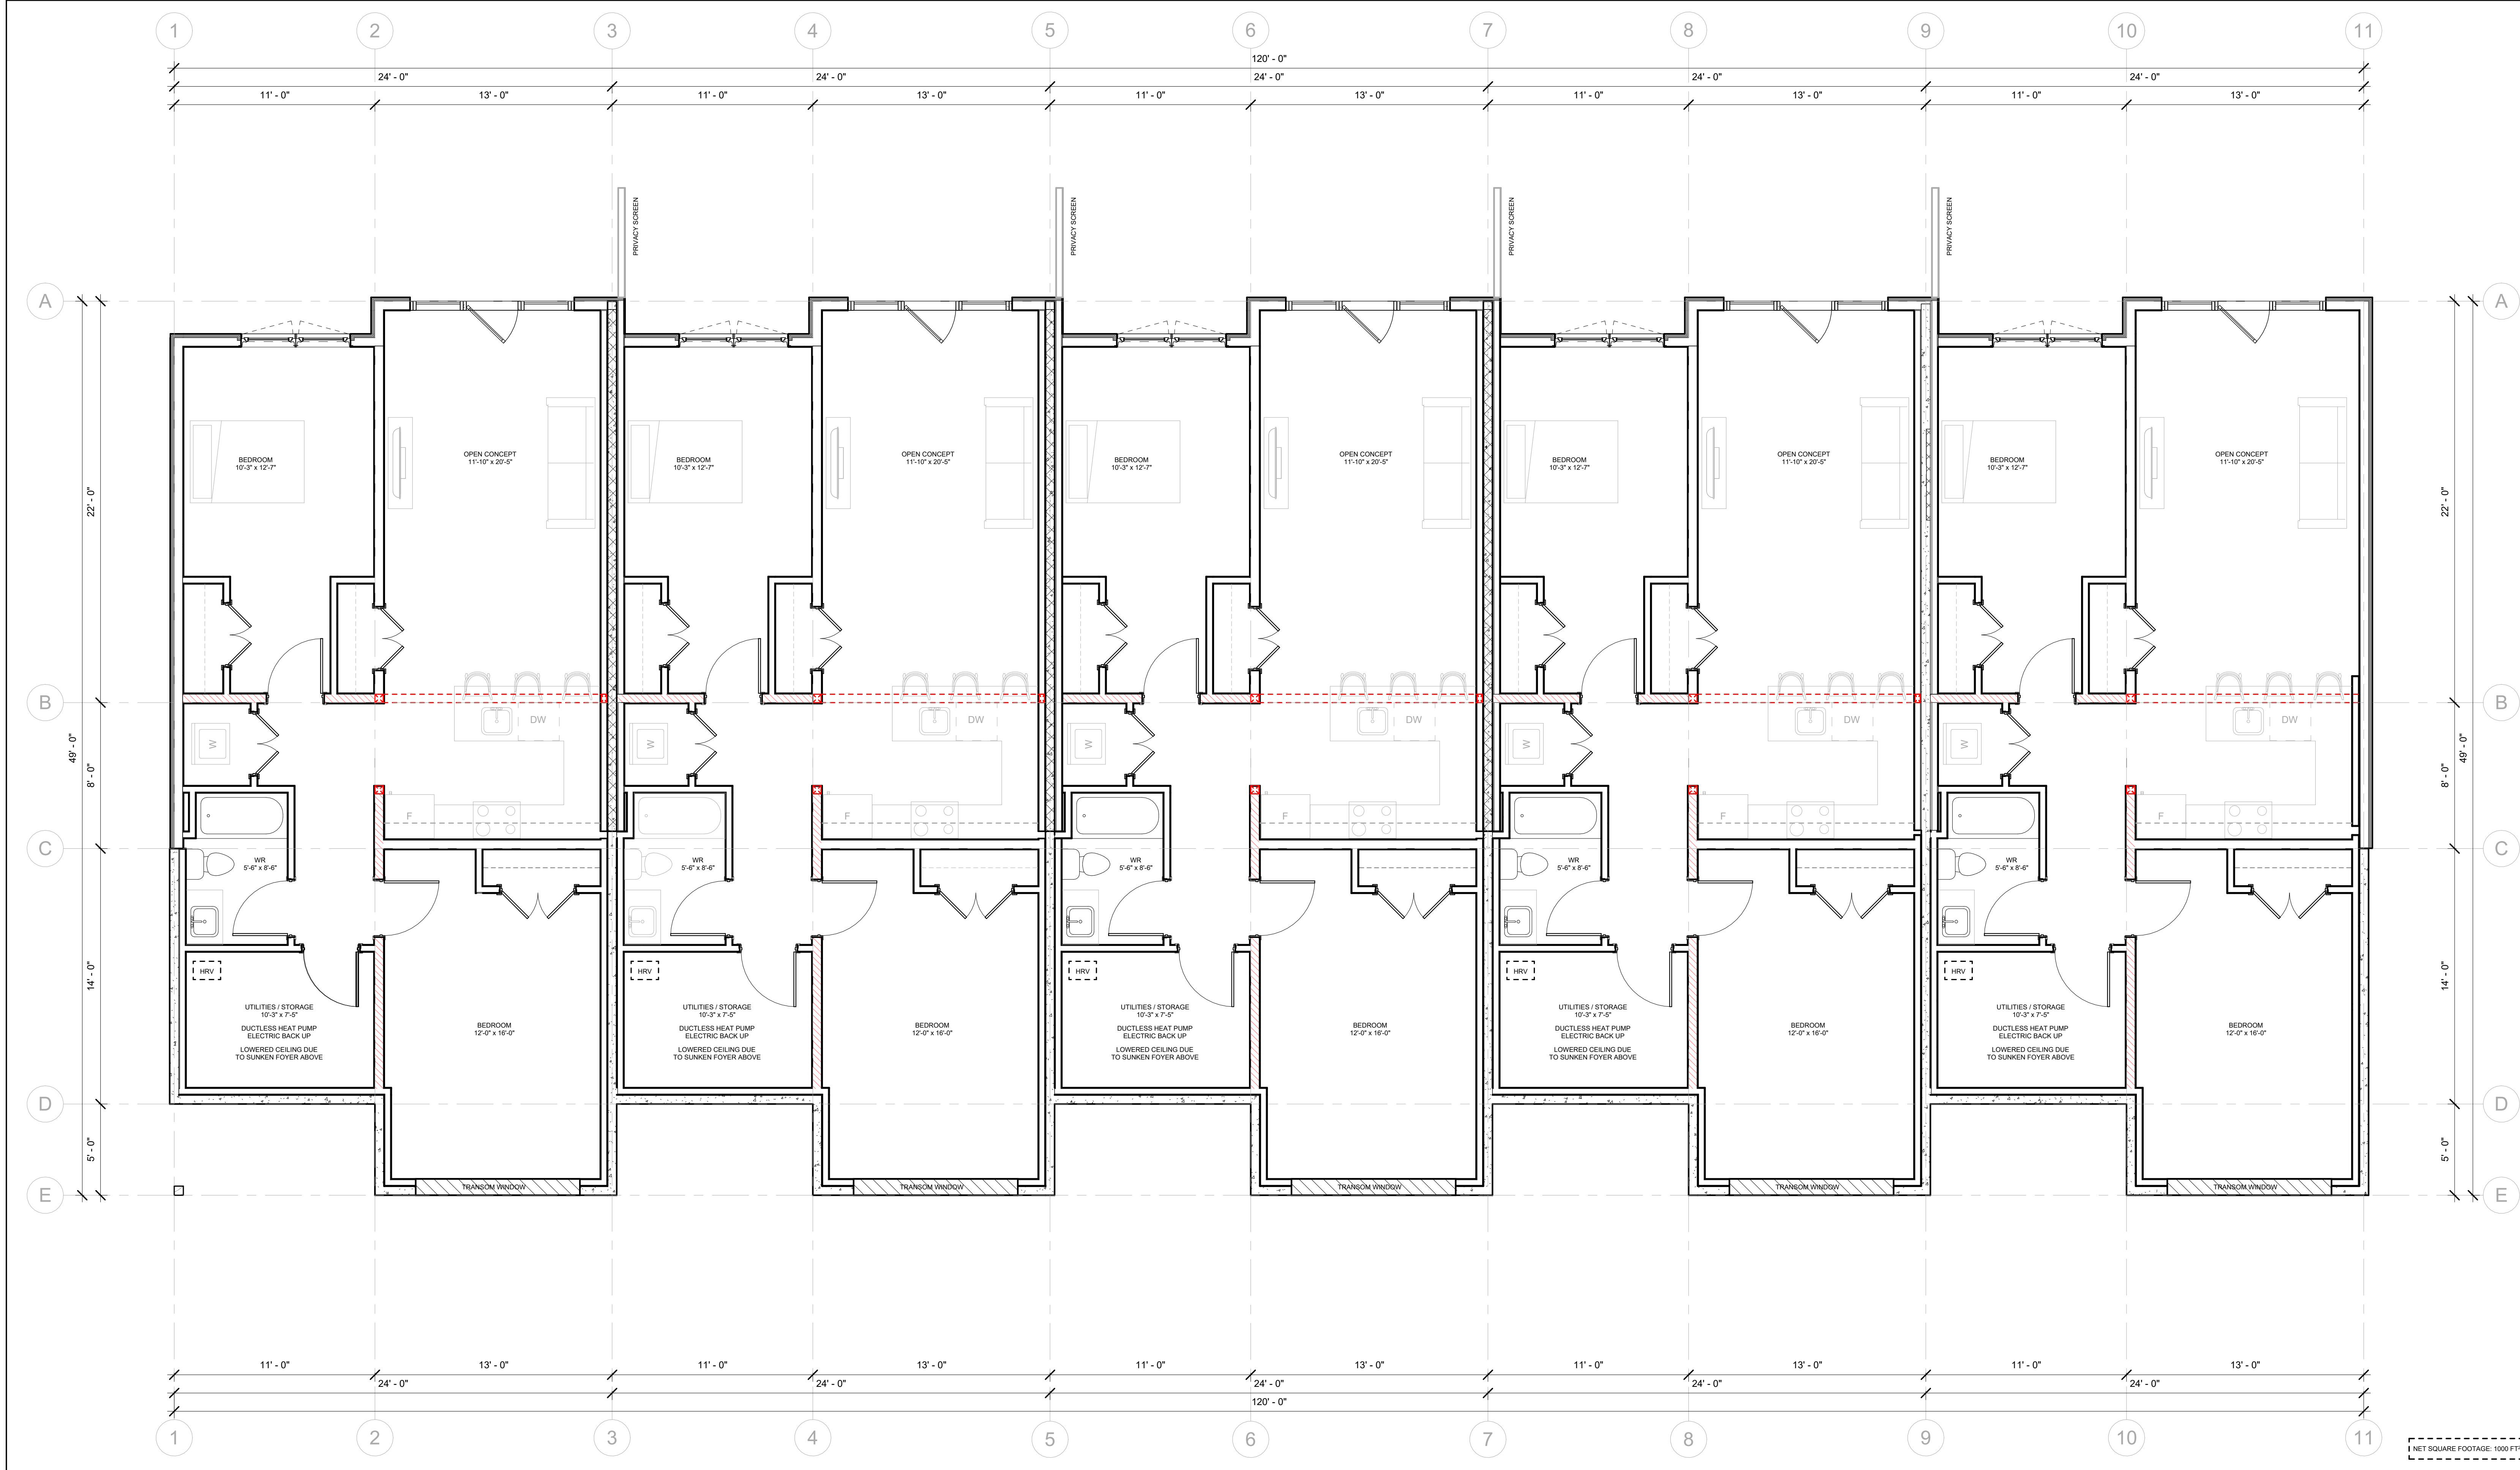 1 2 3 4 5 6 7 8 9 10 11
120' - 0"
24' - 0" 24' - 0" 24' - 0" 24' - 0" 24' - 0"
11' - 0" 13' - 0" 11' - 0" 13' - 0" 11' - 0" 13' - 0" 11' - 0" 13' - 0" 11' - 0" 13' - 0"
PRIVACY SCREEN PRIVACY SCREEN PRIVACY SCREEN PRIVACY SCREEN
A A
OPEN CONCEPT OPEN CONCEPT OPEN CONCEPT OPEN CONCEPT OPEN CONCEPT
11'-10" x 20'-5" 11'-10" x 20'-5" 11'-10" x 20'-5" 11'-10" x 20'-5" 11'-10" x 20'-5"
BEDROOM BEDROOM BEDROOM BEDROOM BEDROOM
10'-3" x 12'-7" 10'-3" x 12'-7" 10'-3" x 12'-7" 10'-3" x 12'-7" 10'-3" x 12'-7"
22' - 0" 22' - 0"
B B
DW DW DW DW DW
W W W W W
49' - 0" 49' - 0"
8' - 0" 8' - 0"
F F F F F
C C
WR WR WR WR WR
5'-6" x 8'-6" 5'-6" x 8'-6" 5'-6" x 8'-6" 5'-6" x 8'-6" 5'-6" x 8'-6"
HRV HRV HRV HRV HRV
14' - 0" 14' - 0"
UTILITIES / STORAGE UTILITIES / STORAGE UTILITIES / STORAGE UTILITIES / STORAGE UTILITIES / STORAGE
10'-3" x 7'-5" 10'-3" x 7'-5" 10'-3" x 7'-5" 10'-3" x 7'-5" 10'-3" x 7'-5"
BEDROOM BEDROOM BEDROOM BEDROOM BEDROOM
12'-0" x 16'-0" 12'-0" x 16'-0" 12'-0" x 16'-0" 12'-0" x 16'-0" 12'-0" x 16'-0"
DUCTLESS HEAT PUMP DUCTLESS HEAT PUMP DUCTLESS HEAT PUMP DUCTLESS HEAT PUMP DUCTLESS HEAT PUMP
ELECTRIC BACK UP ELECTRIC BACK UP ELECTRIC BACK UP ELECTRIC BACK UP ELECTRIC BACK UP
LOWERED CEILING DUE LOWERED CEILING DUE LOWERED CEILING DUE LOWERED CEILING DUE LOWERED CEILING DUE
TO SUNKEN FOYER ABOVE TO SUNKEN FOYER ABOVE TO SUNKEN FOYER ABOVE TO SUNKEN FOYER ABOVE TO SUNKEN FOYER ABOVE
D D
5' - 0" 5' - 0"
TRANSOM WINDOW TRANSOM WINDOW TRANSOM WINDOW TRANSOM WINDOW TRANSOM WINDOW
E E
11' - 0" 13' - 0" 11' - 0" 13' - 0" 11' - 0" 13' - 0" 11' - 0" 13' - 0" 11' - 0" 13' - 0"
24' - 0" 24' - 0" 24' - 0" 24' - 0" 24' - 0"
120' - 0"
1 2 3 4 5 6 7 8 9 10 11
NET SQUARE FOOTAGE: 1000 FT²